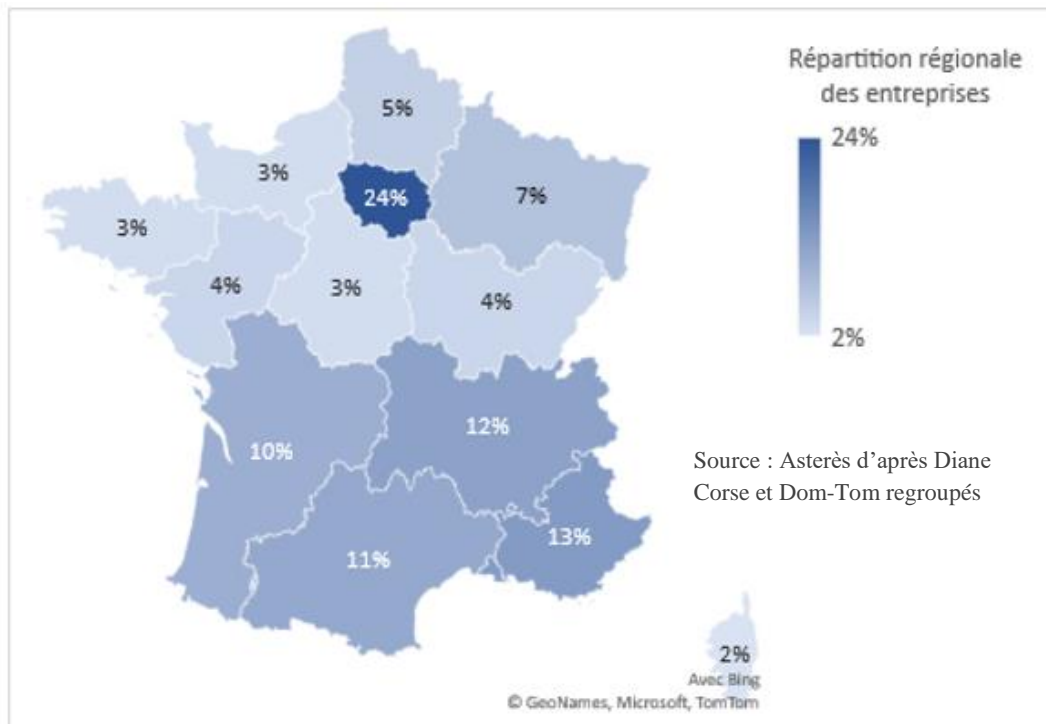 Répartition régionale
des entreprises
24%
2%
5%
3%
24%
7%
3%
4%
3%
4%
10%
12%
11%
13%
Source : Asterès d’après Diane
Corse et Dom-Tom regroupés
2%
Avec Bing
© GeoNames, Microsoft, TomTom